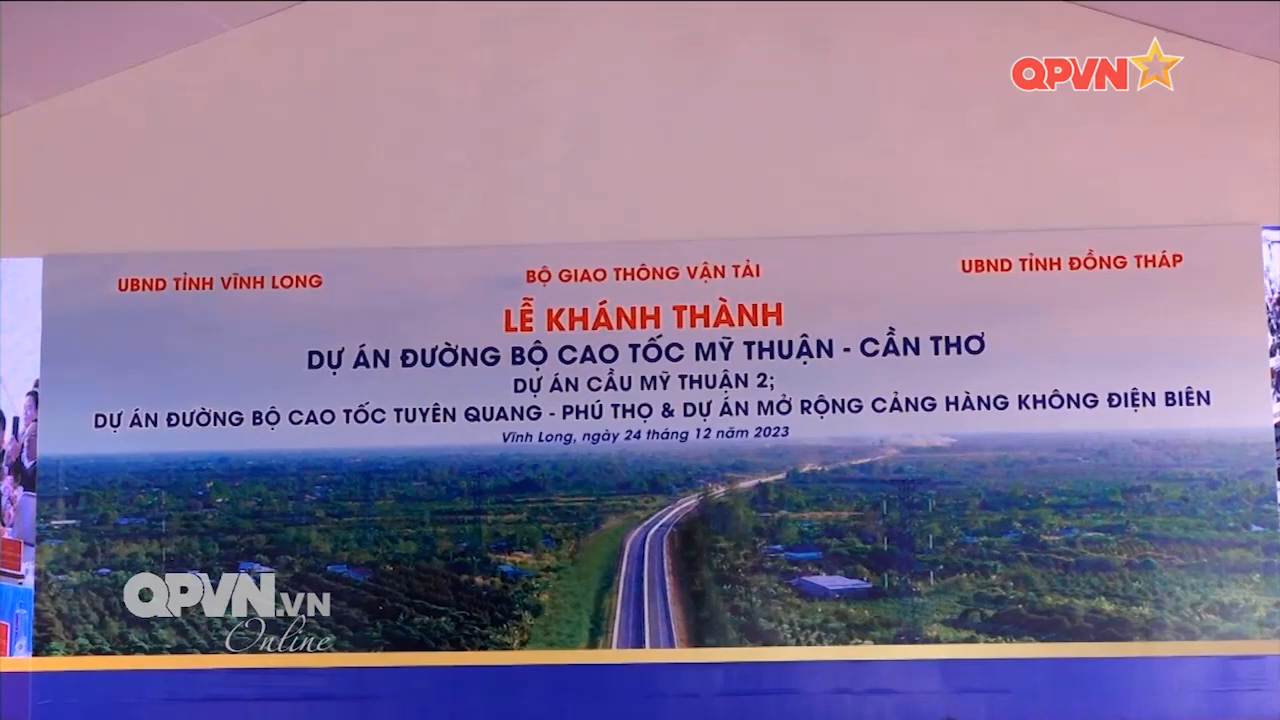 QPVN
UBND TỈNH VĨNH LONG
BỘ GIAO THÔNG VẬN TẢI
UBND TỈNH ĐỒNG THÁP
LỄ KHÁNH THÀNH
DỰ ÁN ĐƯỜNG BỘ CAO TỐC MỸ THUẬN - CẦN THƠ
DỰ ÁN CẦU MỸ THUẬN 2;
DỰ ÁN ĐƯỜNG BỘ CAO TỐC TUYÊN QUANG - PHÚ THỌ & DỰ ÁN MỞ RỘNG CẢNG HÀNG KHÔNG ĐIỆN BIÊN
Vĩnh Long, ngày 24 tháng 12 năm 2023
QPVN.VN
Online